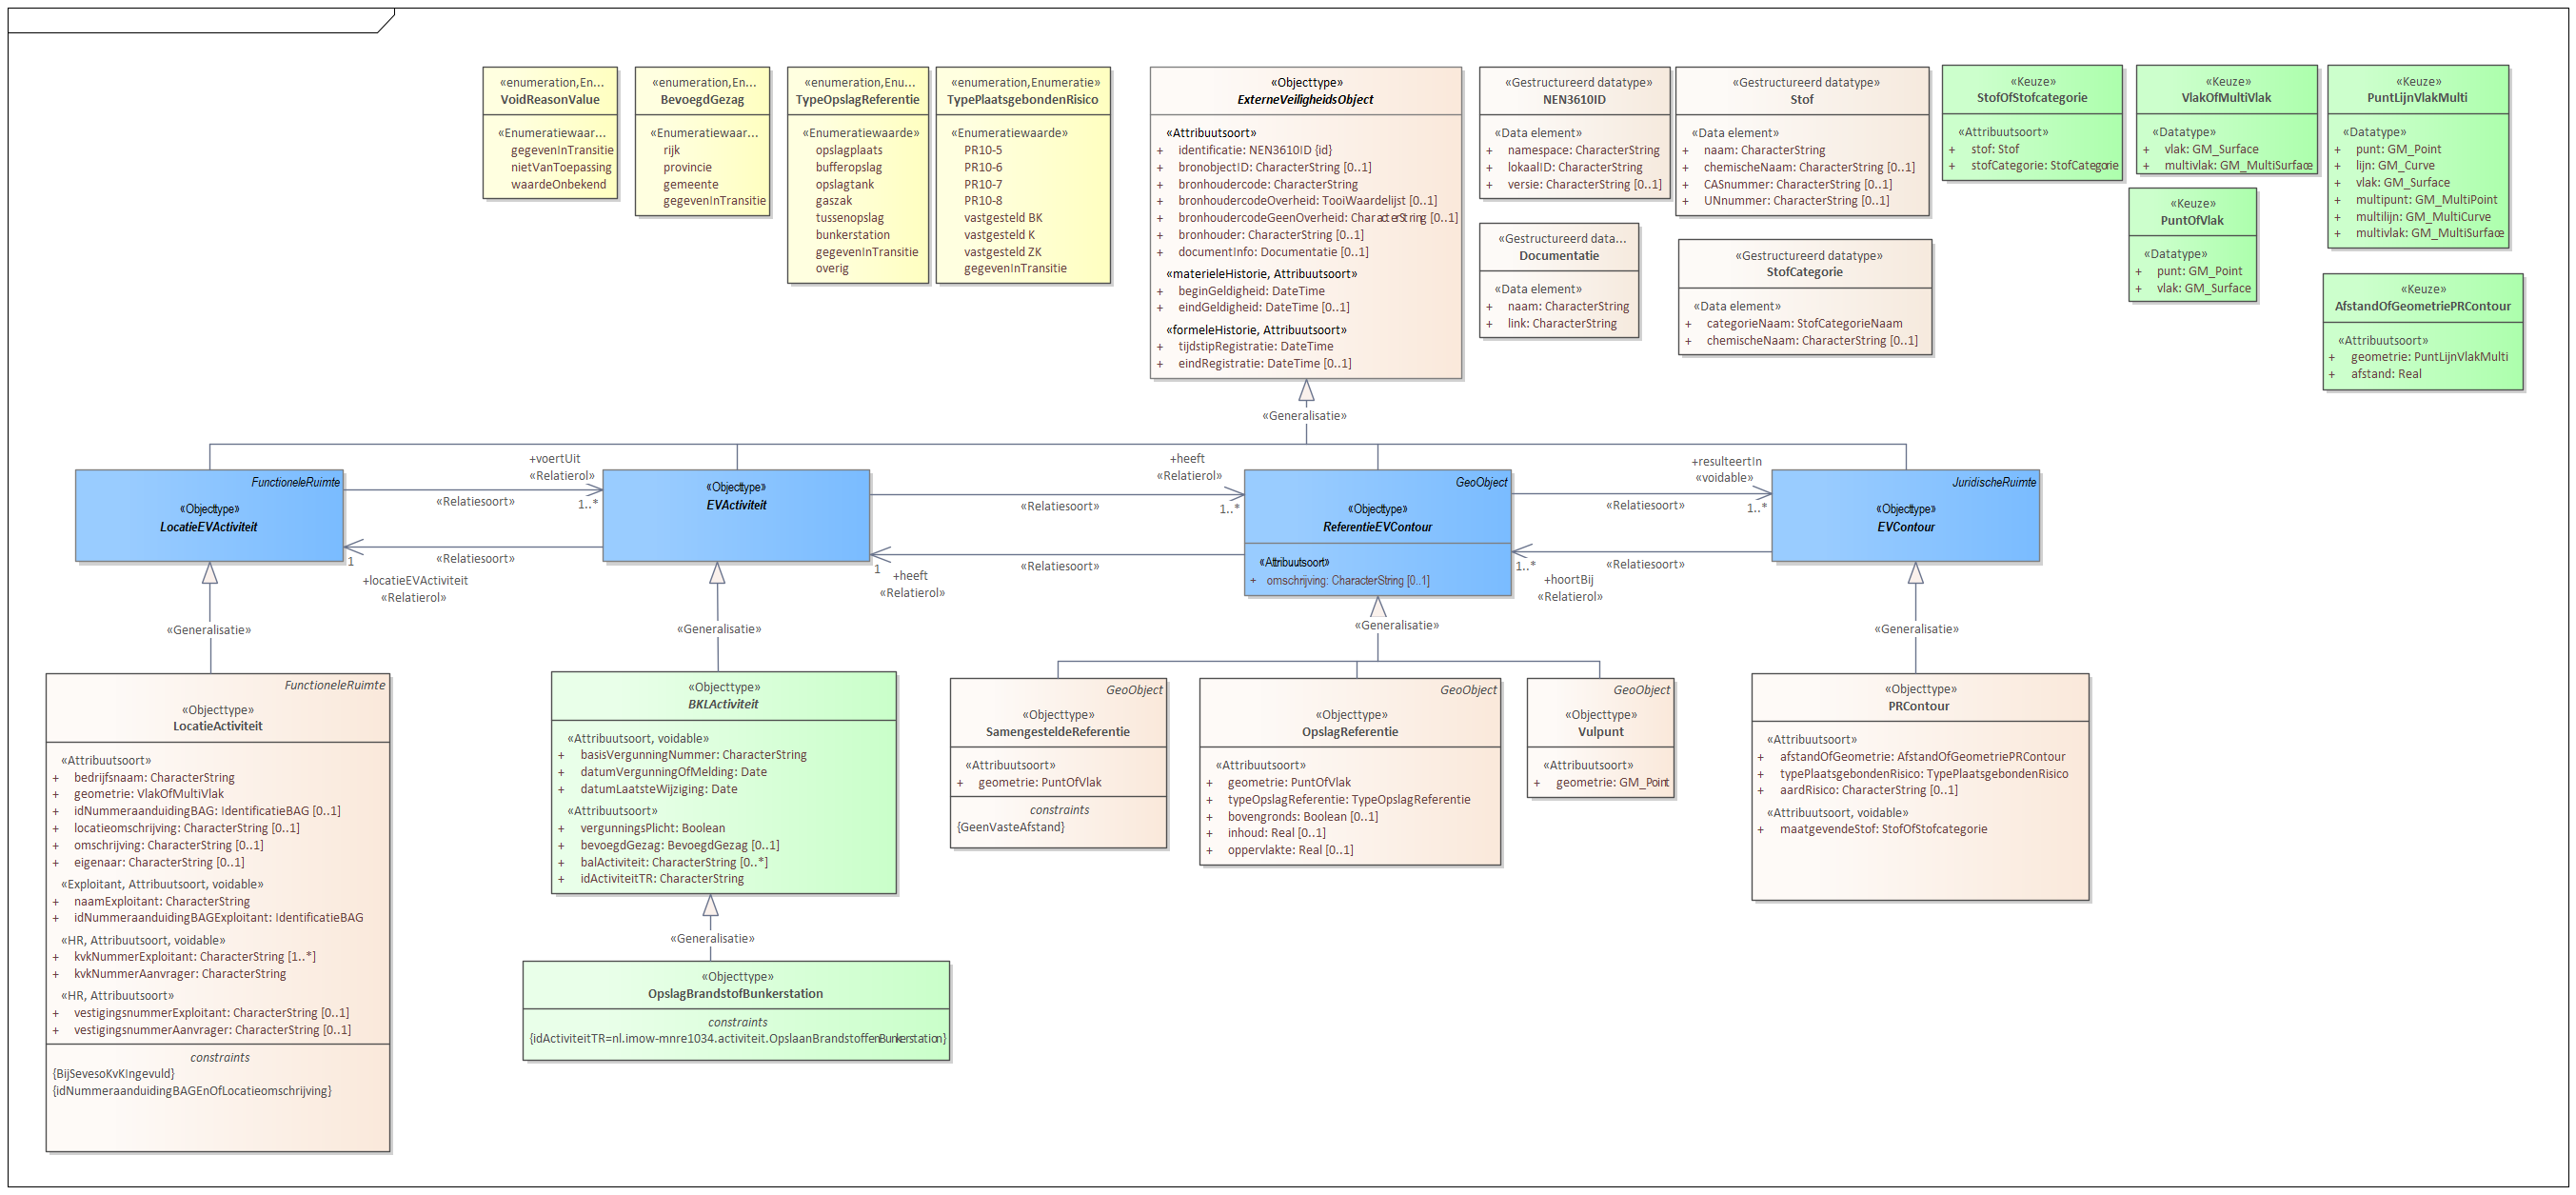 «enumeration,En...
VoidReasonValue
«Enumeratiewaar...
gegevenInTransitie
nietVanToepassing
waardeOnbekend
«enumeration,En...
BevoegdGezag
«Enumeratiewaar...
rijk
provincie
gemeente
gegevenInTransitie
«enumeration,Enu...
TypeOpslagReferentie
«Enumeratiewaarde»
opslagplaats
bufferopslag
opslagtank
gaszak
tussenopslag
bunkerstation
gegevenInTransitie
overig
«enumeration,Enumeratie»
TypePlaatsgebondenRisico
«Enumeratiewaarde»
PR10-5
PR10-6
PR10-7
PR10-8
vastgesteld BK
vastgesteld K
vastgesteld ZK
gegevenInTransitie
«Objecttype»
ExterneVeiligheidsObject
«Attribuutsoort»
+ identificatie: NEN3610ID {id}
+ bronobjectID: CharacterString [0..1]
+ bronhoudercode: CharacterString
+ bronhoudercodeOverheid: TooiWaardelijst [0..1]
+ bronhoudercodeGeenOverheid: CharacterString [0..1]
+ bronhouder: CharacterString [0..1]
+ documentInfo: Documentatie [0..1]
«materieleHistorie, Attribuutsoort»
+ beginGeldigheid: DateTime
+ eindGeldigheid: DateTime [0..1]
«formeleHistorie, Attribuutsoort»
+ tijdstipRegistratie: DateTime
+ eindRegistratie: DateTime [0..1]
«Gestructureerd datatype»
NEN3610ID
«Data element»
+ namespace: CharacterString
+ lokaalID: CharacterString
+ versie: CharacterString [0..1]
«Gestructureerd data...
Documentatie
«Data element»
+ naam: CharacterString
+ link: CharacterString
«Gestructureerd datatype»
Stof
«Data element»
+ naam: CharacterString
+ chemischeNaam: CharacterString [0..1]
+ CASnummer: CharacterString [0..1]
+ UNnummer: CharacterString [0..1]
«Gestructureerd datatype»
StofCategorie
«Data element»
+ categorieNaam: StofCategorieNaam
+ chemischeNaam: CharacterString [0..1]
«Keuze»
StofOfStofcategorie
«Attribuutsoort»
+ stof: Stof
+ stofCategorie: StofCategorie
«Keuze»
VlakOfMultiVlak
«Datatype»
+ vlak: GM_Surface
+ multivlak: GM_MultiSurface
«Keuze»
PuntOfVlak
«Datatype»
+ punt: GM_Point
+ vlak: GM_Surface
«Keuze»
PuntLijnVlakMulti
«Datatype»
+ punt: GM_Point
+ lijn: GM_Curve
+ vlak: GM_Surface
+ multipunt: GM_MultiPoint
+ multilijn: GM_MultiCurve
+ multivlak: GM_MultiSurface
«Keuze»
AfstandOfGeometriePRContour
«Attribuutsoort»
+ geometrie: PuntLijnVlakMulti
+ afstand: Real
«Generalisatie»
FunctioneleRuimte
«Objecttype»
LocatieEVActiviteit
+voertUit
«Relatierol»
«Relatiesoort»
1..*
«Relatiesoort»
1
+locatieEVActiviteit
«Relatierol»
«Objecttype»
EVActiviteit
+heeft
«Relatierol»
«Relatiesoort»
1..*
«Relatiesoort»
1
+heeft
«Relatierol»
GeoObject
«Objecttype»
ReferentieEVContour
«Attribuutsoort»
+ omschrijving: CharacterString [0..1]
+resulteertIn
«voidable»
«Relatiesoort»
1..*
«Relatiesoort»
1..*
+hoortBij
«Relatierol»
JuridischeRuimte
«Objecttype»
EVContour
«Generalisatie»
«Generalisatie»
«Generalisatie»
«Generalisatie»
FunctioneleRuimte
«Objecttype»
LocatieActiviteit
«Attribuutsoort»
+ bedrijfsnaam: CharacterString
+ geometrie: VlakOfMultiVlak
+ idNummeraanduidingBAG: IdentificatieBAG [0..1]
+ locatieomschrijving: CharacterString [0..1]
+ omschrijving: CharacterString [0..1]
+ eigenaar: CharacterString [0..1]
«Exploitant, Attribuutsoort, voidable»
+ naamExploitant: CharacterString
+ idNummeraanduidingBAGExploitant: IdentificatieBAG
«HR, Attribuutsoort, voidable»
+ kvkNummerExploitant: CharacterString [1..*]
+ kvkNummerAanvrager: CharacterString
«HR, Attribuutsoort»
+ vestigingsnummerExploitant: CharacterString [0..1]
+ vestigingsnummerAanvrager: CharacterString [0..1]
constraints
{BijSevesoKvKIngevuld}
{idNummeraanduidingBAGEnOfLocatieomschrijving}
«Objecttype»
BKLActiviteit
«Attribuutsoort, voidable»
+ basisVergunningNummer: CharacterString
+ datumVergunningOfMelding: Date
+ datumLaatsteWijziging: Date
«Attribuutsoort»
+ vergunningsPlicht: Boolean
+ bevoegdGezag: BevoegdGezag [0..1]
+ balActiviteit: CharacterString [0..*]
+ idActiviteitTR: CharacterString
«Generalisatie»
«Objecttype»
OpslagBrandstofBunkerstation
constraints
{idActiviteitTR=nl.imow-mnre1034.activiteit.OpslaanBrandstoffenBunkerstation}
GeoObject
«Objecttype»
SamengesteldeReferentie
«Attribuutsoort»
+ geometrie: PuntOfVlak
constraints
{GeenVasteAfstand}
GeoObject
«Objecttype»
OpslagReferentie
«Attribuutsoort»
+ geometrie: PuntOfVlak
+ typeOpslagReferentie: TypeOpslagReferentie
+ bovengronds: Boolean [0..1]
+ inhoud: Real [0..1]
+ oppervlakte: Real [0..1]
GeoObject
«Objecttype»
Vulpunt
«Attribuutsoort»
+ geometrie: GM_Point
«Objecttype»
PRContour
«Attribuutsoort»
+ afstandOfGeometrie: AfstandOfGeometriePRContour
+ typePlaatsgebondenRisico: TypePlaatsgebondenRisico
+ aardRisico: CharacterString [0..1]
«Attribuutsoort, voidable»
+ maatgevendeStof: StofOfStofcategorie